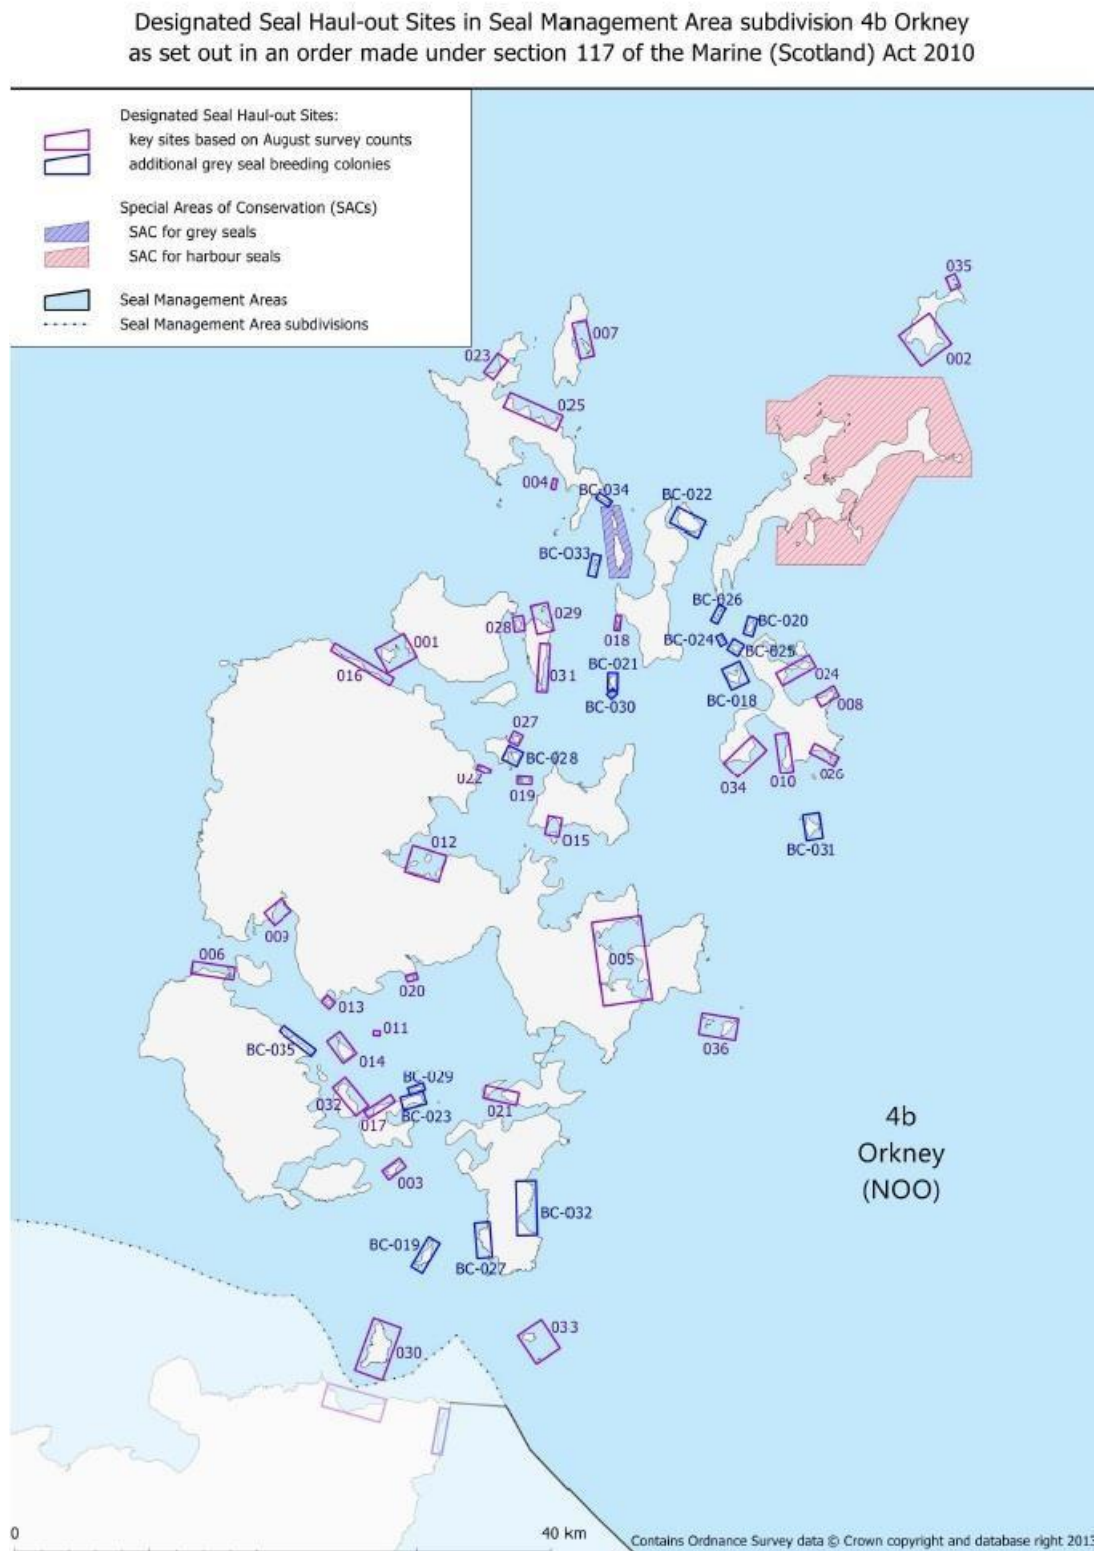 Designated Seal Haul-out Sites in Seal Management Area subdivision 4b Orkney
as set out in an order made under section 117 of the Marine (Scotland) Act 2010
Designated Seal Haul-out Sites:
key sites based on August survey counts
additional grey seal breeding colonies
Special Areas of Conservation (SACs)
SAC for grey seals
SAC for harbour seals
Seal Management Areas
Seal Management Area subdivisions
035
007
002
023
025
004
BC-034
BC-022
BC-O33
BC-026
029
028
BC-020
018
001
BC-024
BC-025
016
BC-021
024
031
BC-018
008
BC-030
027
BC-028
022
034
010
026
019
O15
012
BC-031
009
006
005
020
013
011
036
BC-035
014
BC-029
032
BC-023
021
017
4b
Orkney
(NOO)
003
BC-032
BC-019
BC-027
033
030
0
40 km
Contains Ordnance Survey data © Crown copyright and database right 2013